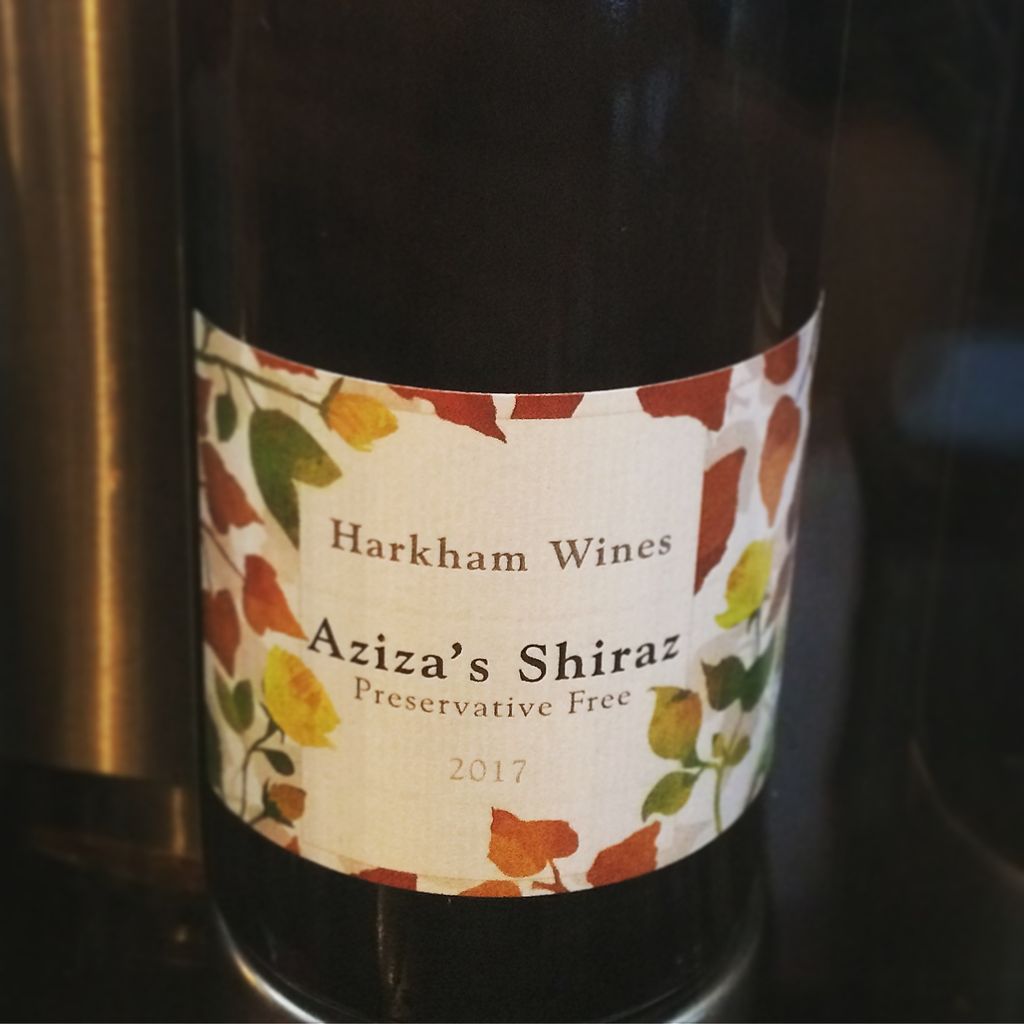 Harkham Wines
Aziza's Shiraz
Preservative Free
2017